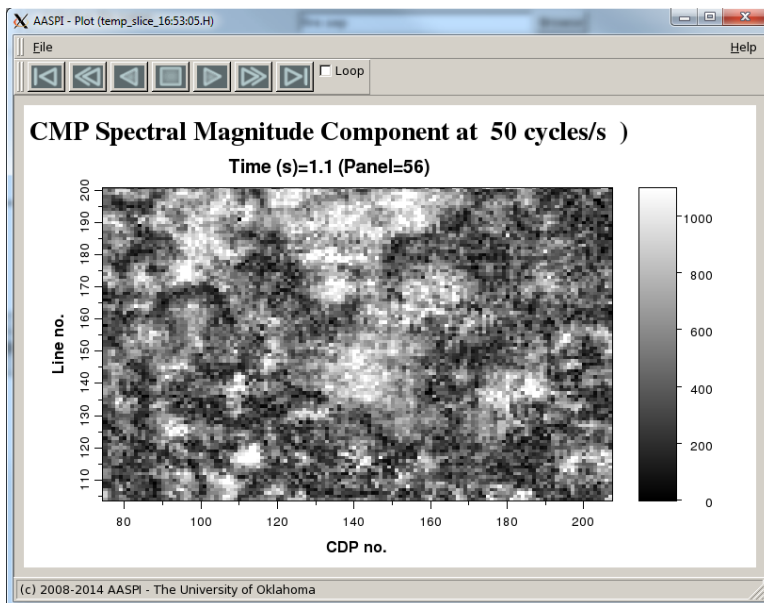 AASPI - Plot (temp_slice_16:53:05.H)
File
Help
Loop
CMP Spectral Magnitude Component at 50 cycles/s )
Time (s)=1.1 (Panel=56)
200
190
180
170
160
150
140
130
120
110
Line no.
80 100 120 140 160 180 200
CDP no.
1000
800
600
400
200
0
(c) 2008-2014 AASPI - The University of Oklahoma